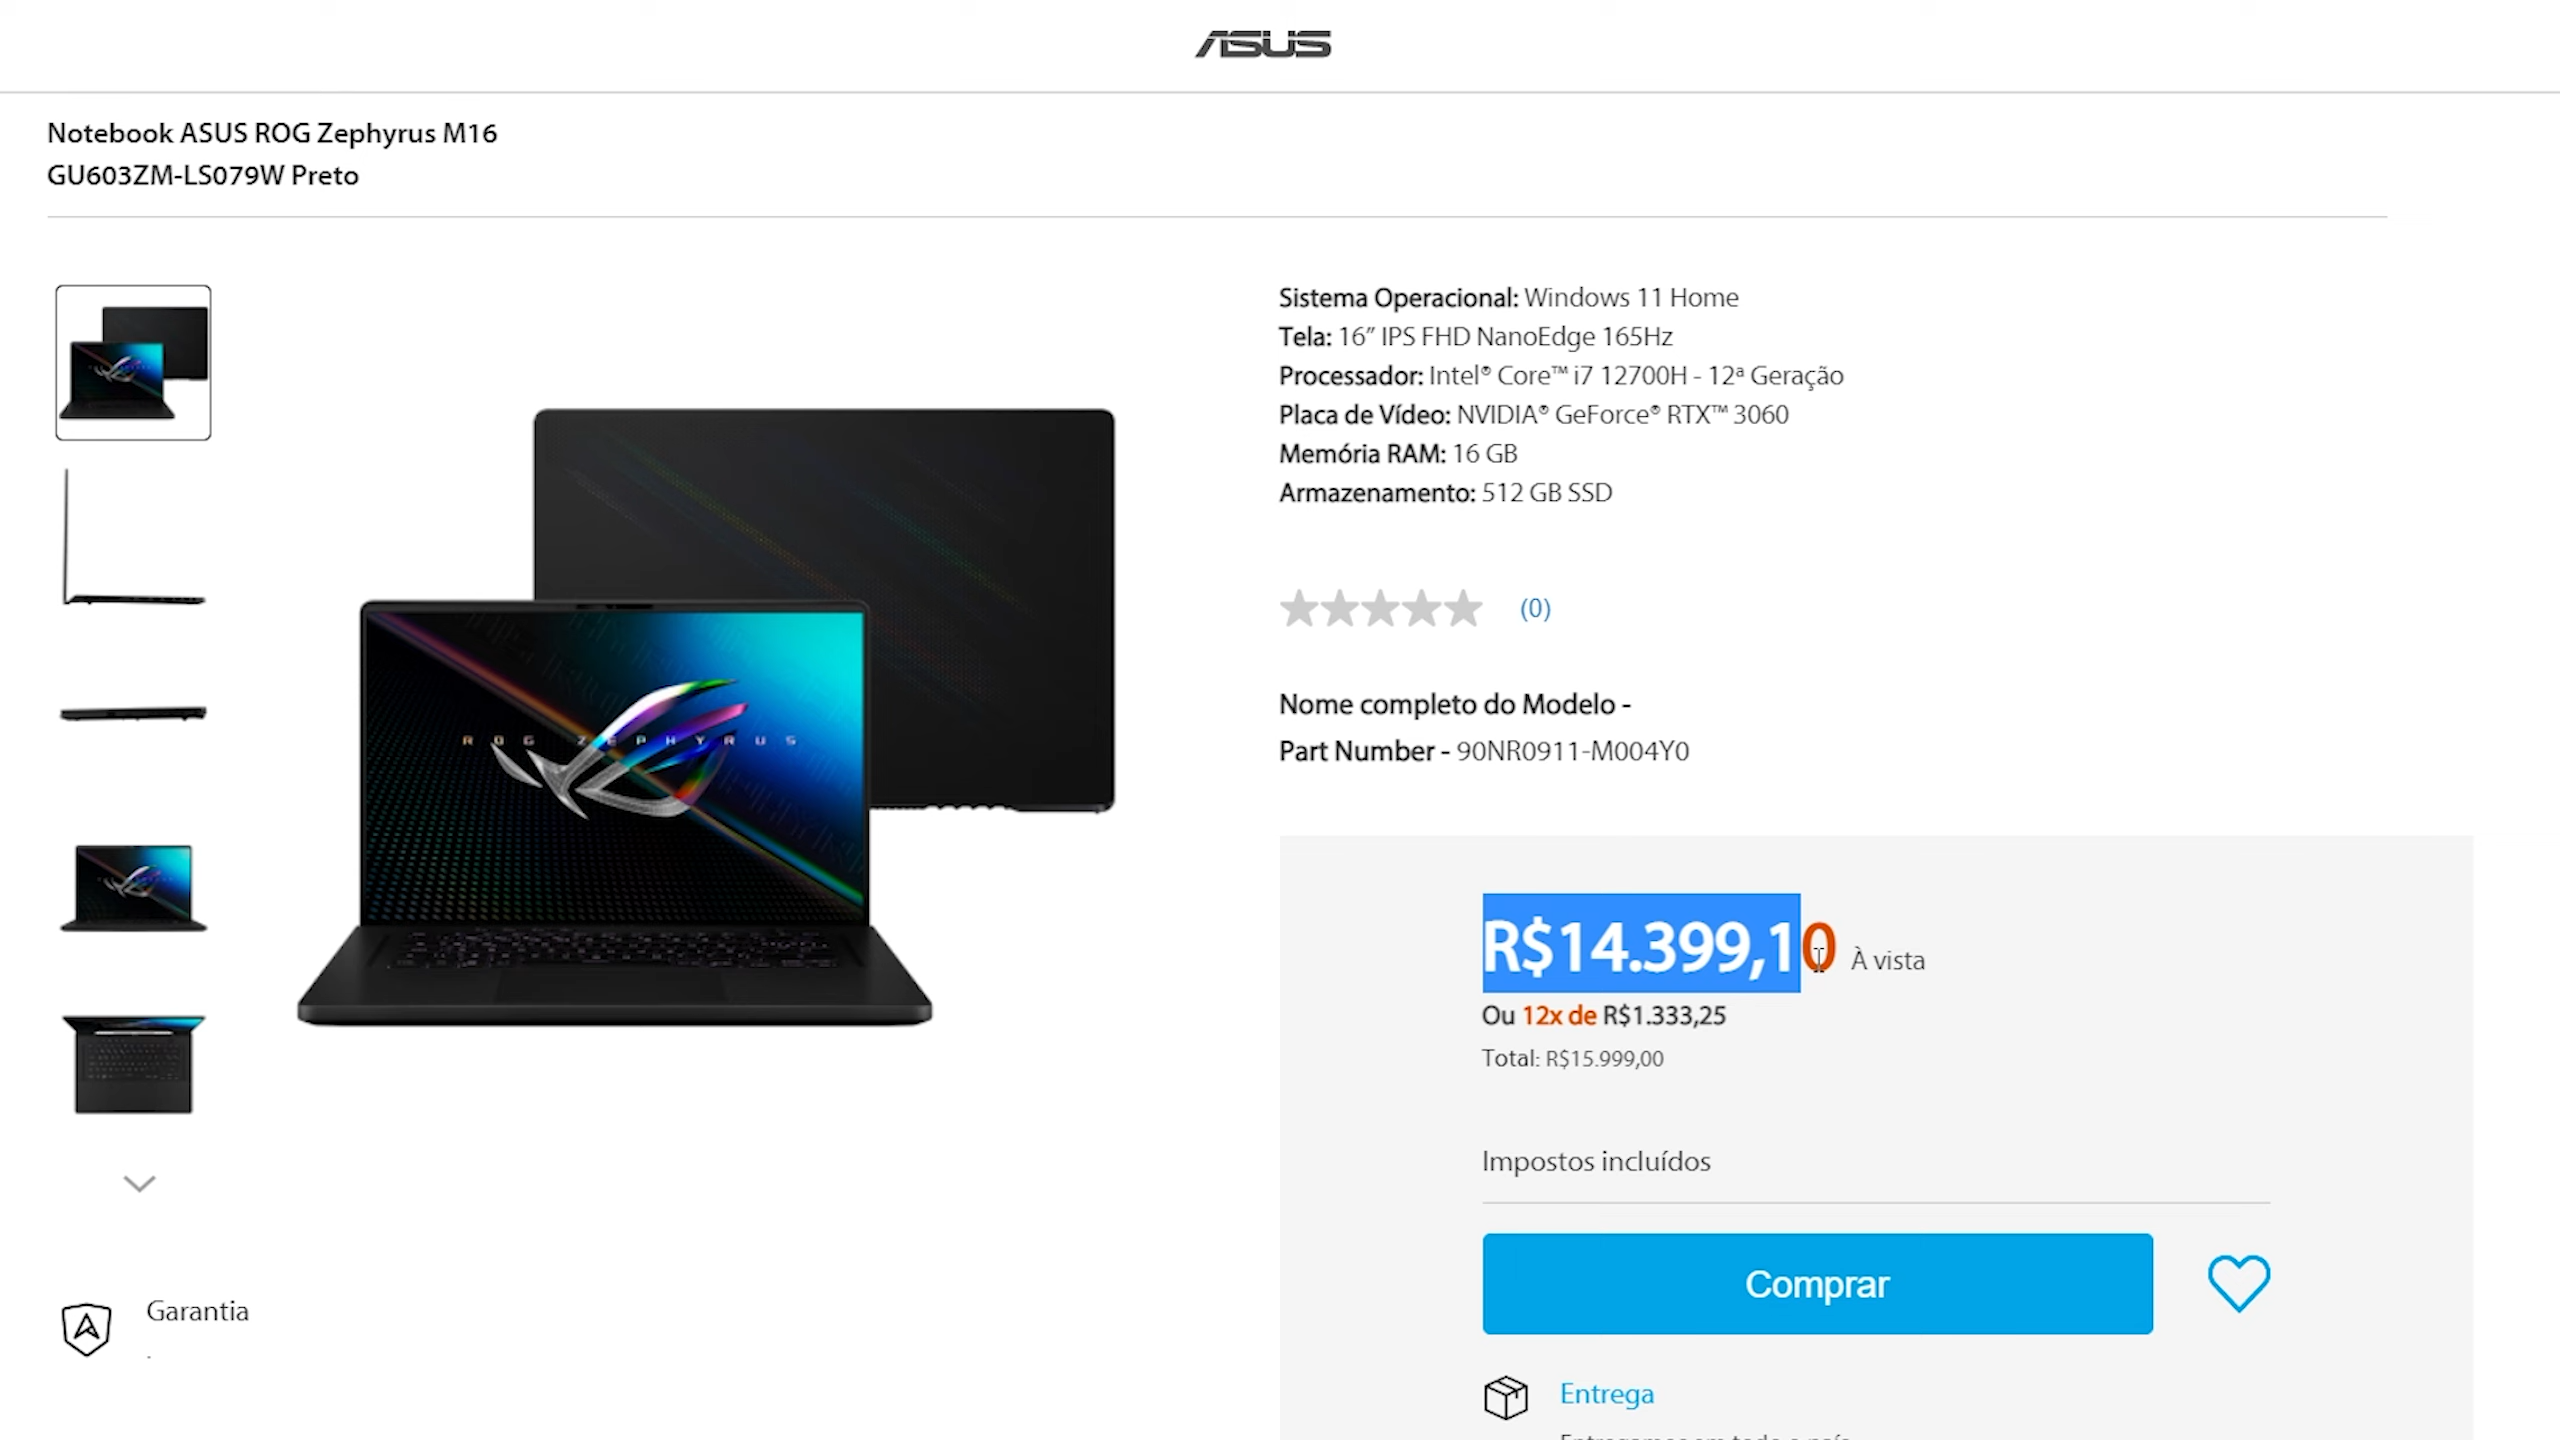 ASUS
Notebook ASUS ROG Zephyrus M16
GU603ZM-LS079W Preto
Sistema Operacional: Windows 11 Home
Tela: 16” IPS FHD NanoEdge 165Hz
Processador: Intel® Core™ i7 12700H - 12ª Geração
Placa de Vídeo: NVIDIA® GeForce® RTX™ 3060
Memória RAM: 16 GB
Armazenamento: 512 GB SSD
(0)
ROG ZEPHYRUS
Nome completo do Modelo -
Part Number - 90NR0911-M004Y0
R$14.399,10 À vista
Ou 12x de R$1.333,25
Total: R$15.999,00
Impostos incluídos
Comprar
Garantia
.
Entrega